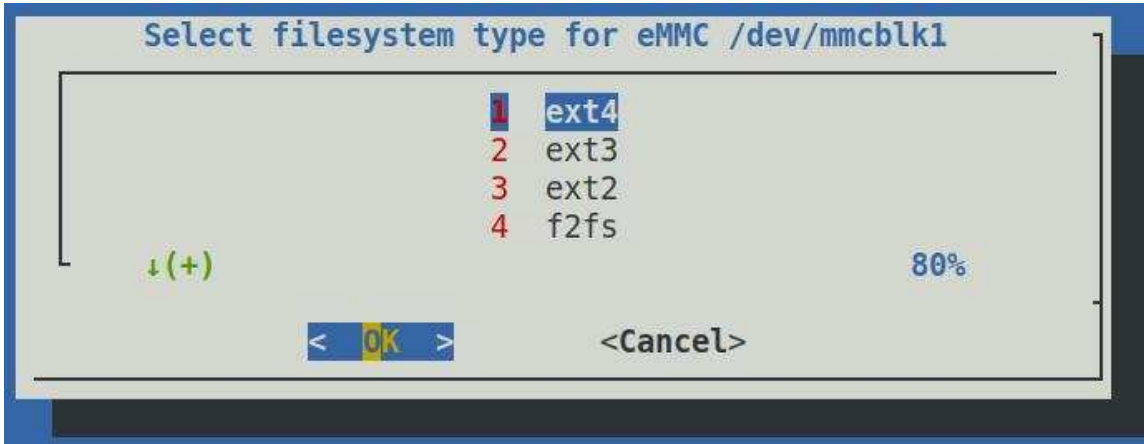 Select filesystem type for eMMC /dev/mmcblk1
1 ext4
2 ext3
3 ext2
4 f2fs
↓(+) 80%
< OK > <Cancel>